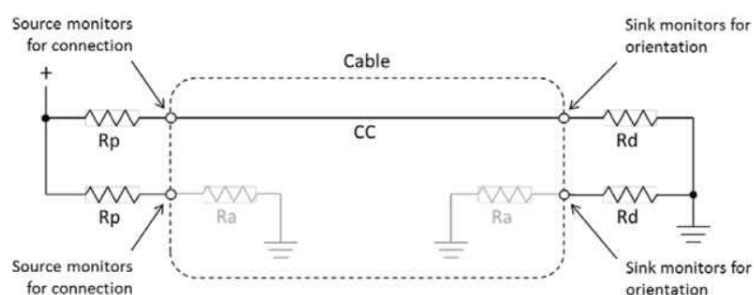 Source monitors
for connection
Sink monitors for
orientation
Cable
+
Rp
CC
Rd
Rp
Ra
Ra
Rd
Source monitors
for connection
Sink monitors for
orientation